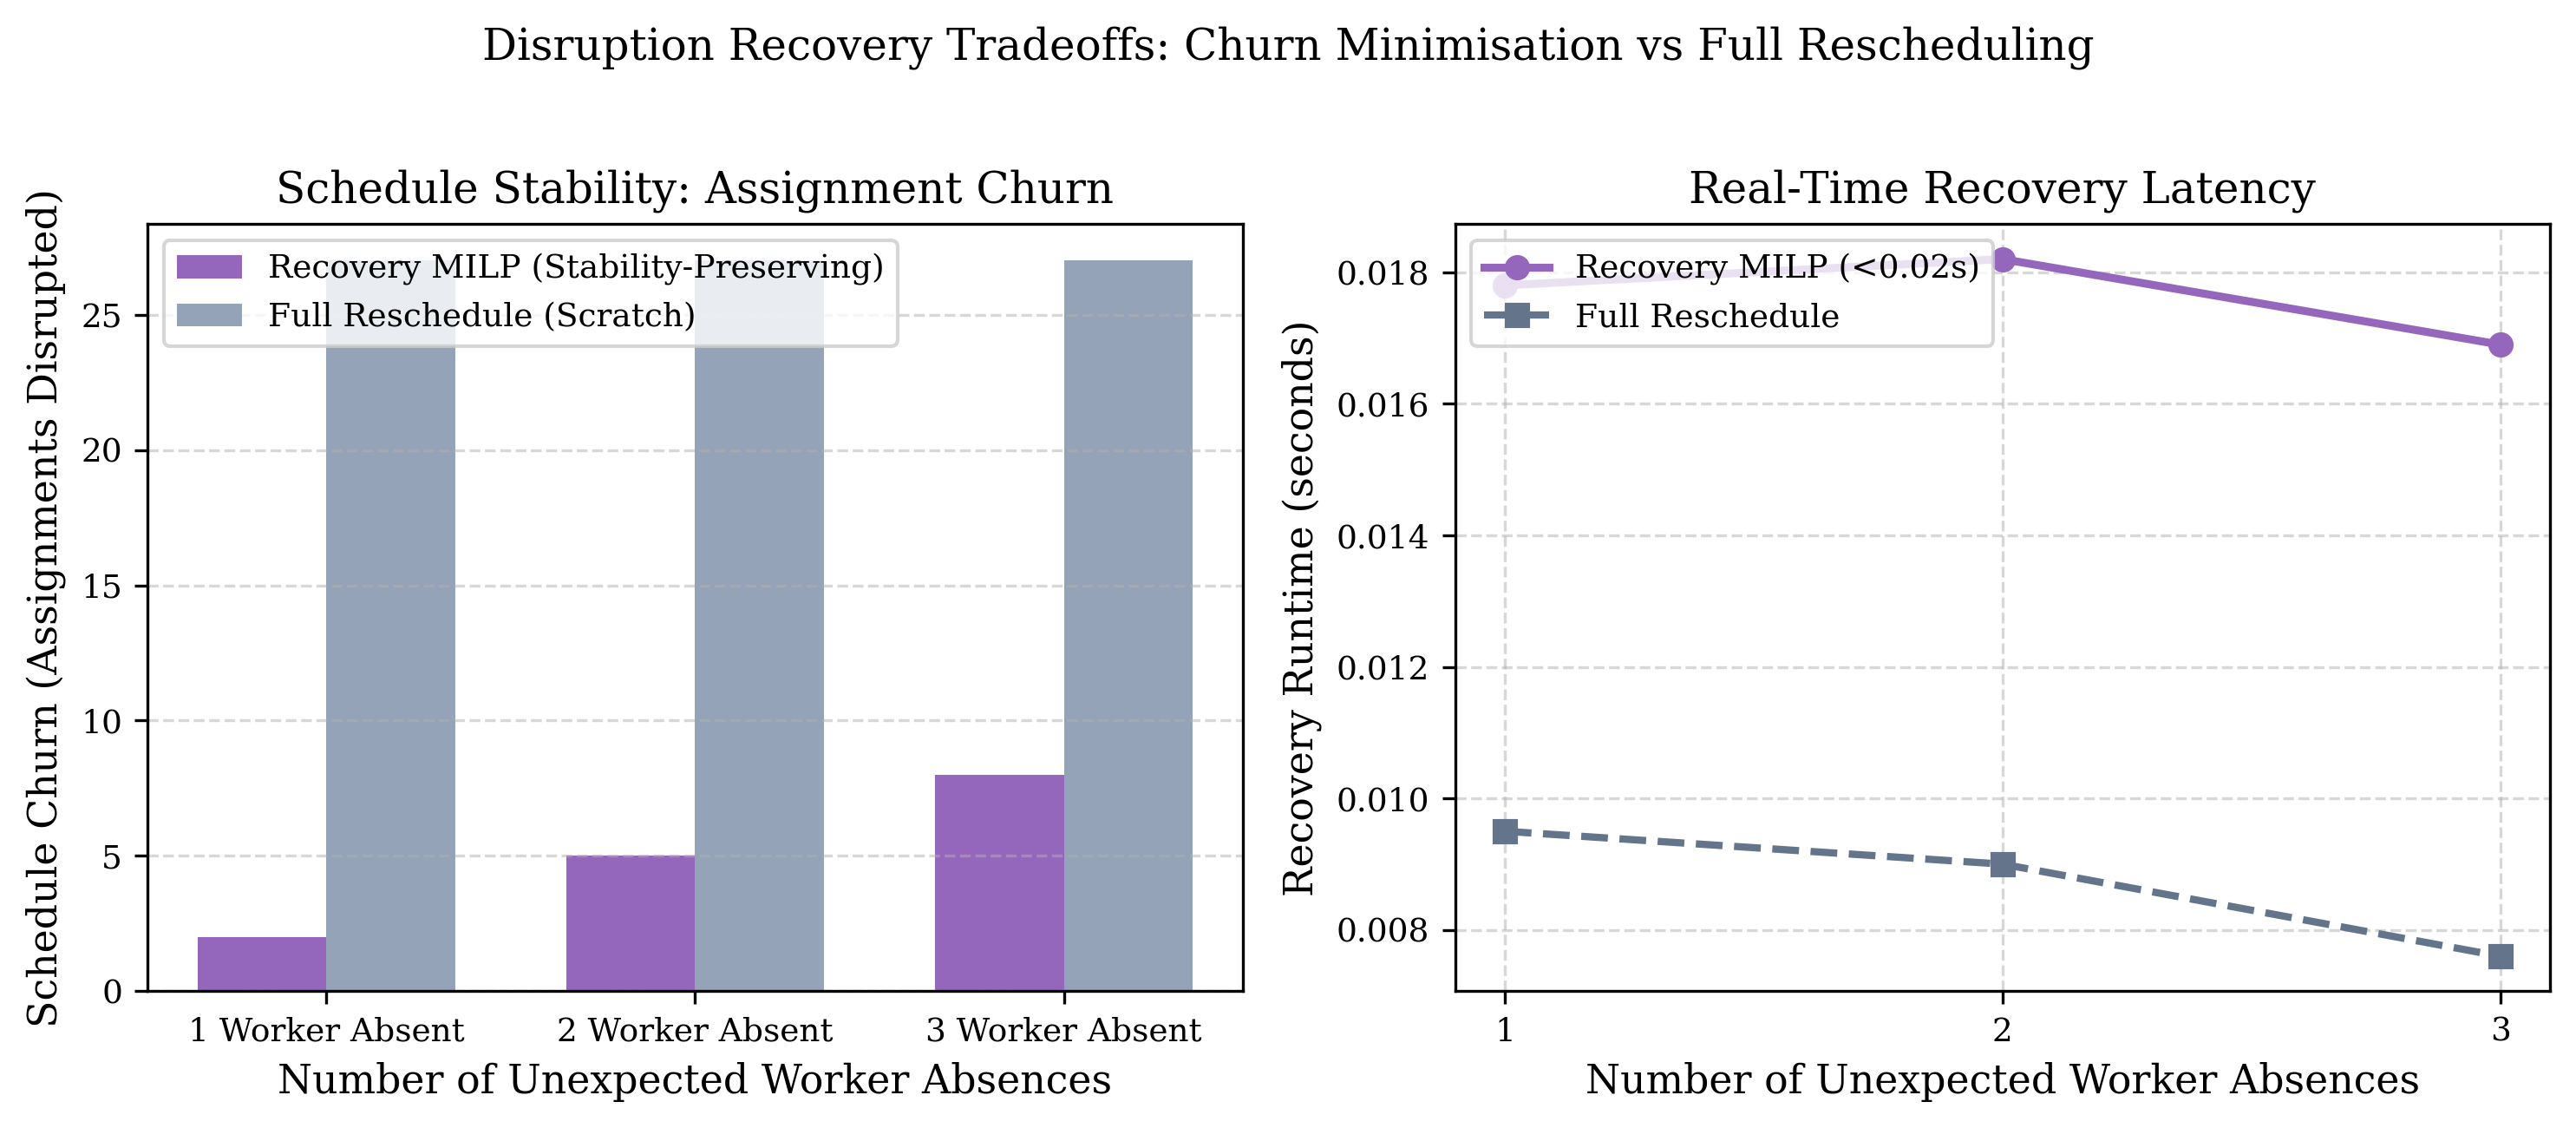 Disruption Recovery Tradeoffs: Churn Minimisation vs Full Rescheduling
Schedule Stability: Assignment Churn
Schedule Churn (Assignments Disrupted)
Recovery MILP (Stability-Preserving)
Full Reschedule (Scratch)
25
20
15
10
5
0
1 Worker Absent
2 Worker Absent
3 Worker Absent
Number of Unexpected Worker Absences
Real-Time Recovery Latency
Recovery Runtime (seconds)
Recovery MILP (<0.02s)
Full Reschedule
0.018
0.016
0.014
0.012
0.010
0.008
1
2
3
Number of Unexpected Worker Absences